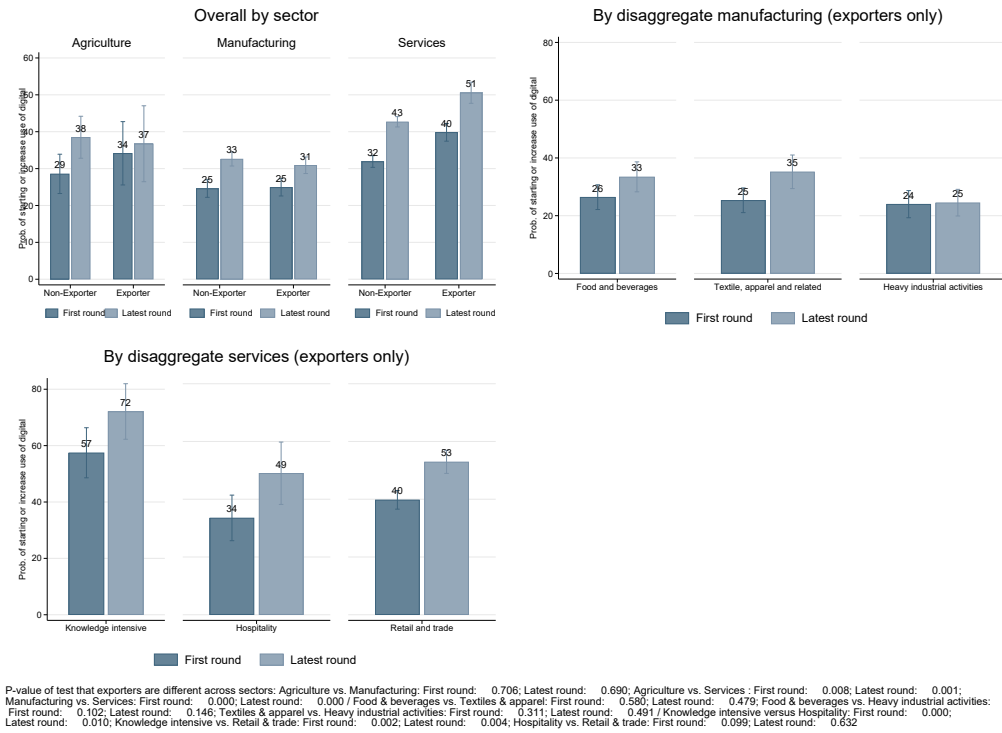 Overall by sector
By disaggregate manufacturing (exporters only)
Agriculture
Manufacturing
Services
Prob. of starting or increase use of digital
60
50
40
30
20
10
0
29
38
34
37
25
33
25
31
32
43
40
51
Non-Exporter
Exporter
Non-Exporter
Exporter
Non-Exporter
Exporter
First round
Latest round
First round
Latest round
First round
Latest round
Prob. of starting or increase use of digital
80
60
40
20
0
26
33
25
35
24
25
Food and beverages
Textile, apparel and related
Heavy industrial activities
First round
Latest round
By disaggregate services (exporters only)
Prob. of starting or increase use of digital
80
60
40
20
0
57
72
34
49
40
53
Knowledge intensive
Hospitality
Retail and trade
First round
Latest round
P-value of test that exporters are different across sectors: Agriculture vs. Manufacturing: First round: 0.706; Latest round: 0.690; Agriculture vs. Services : First round: 0.008; Latest round: 0.001;
Manufacturing vs. Services: First round: 0.000; Latest round: 0.000 / Food & beverages vs. Textiles & apparel: First round: 0.580; Latest round: 0.479; Food & beverages vs. Heavy industrial activities:
First round: 0.102; Latest round: 0.146; Textiles & apparel vs. Heavy industrial activities: First round: 0.311; Latest round: 0.491 / Knowledge intensive versus Hospitality: First round: 0.000;
Latest round: 0.010; Knowledge intensive vs. Retail & trade: First round: 0.002; Latest round: 0.004; Hospitality vs. Retail & trade: First round: 0.099; Latest round: 0.632